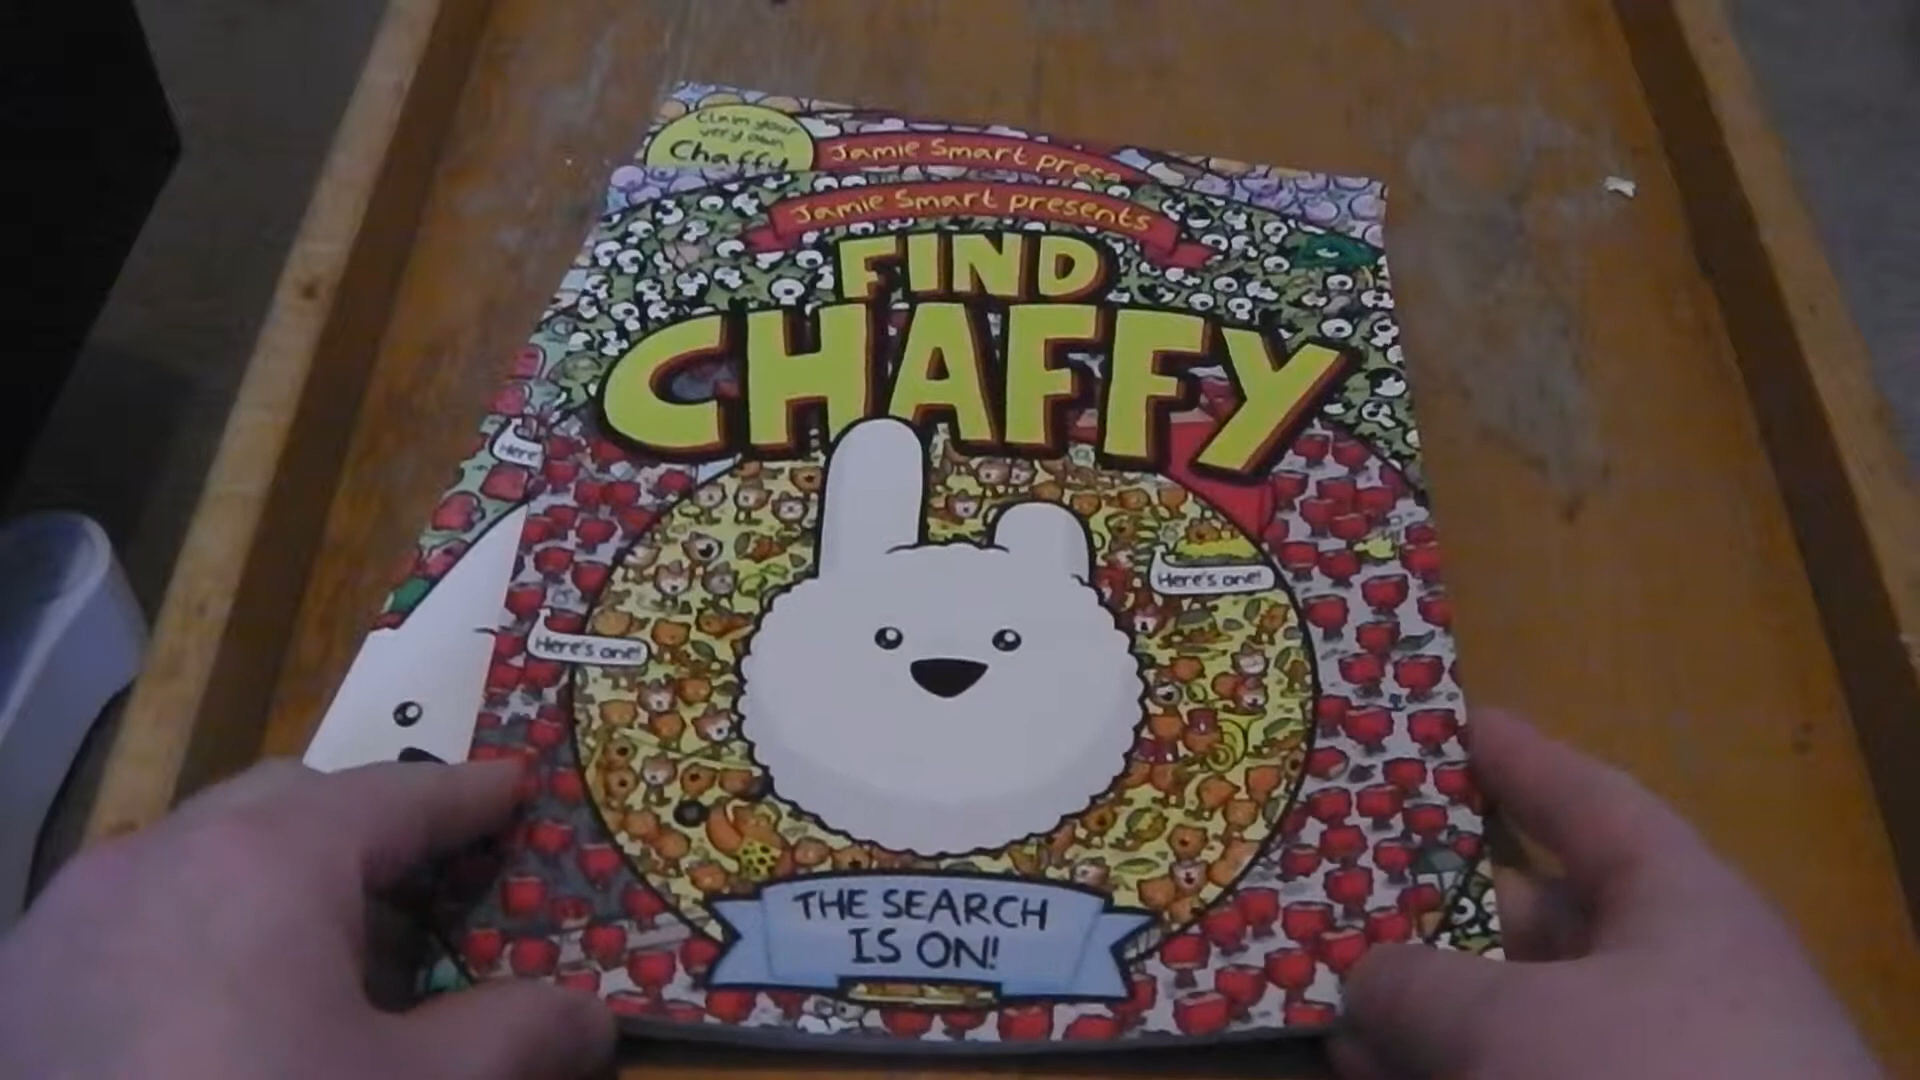 Claim your
very own
Chaffy
Jamie Smart prese
Jamie Smart presents
FIND
CHAFFY
Here
Here's one!
Here's one!
THE SEARCH
IS ON!